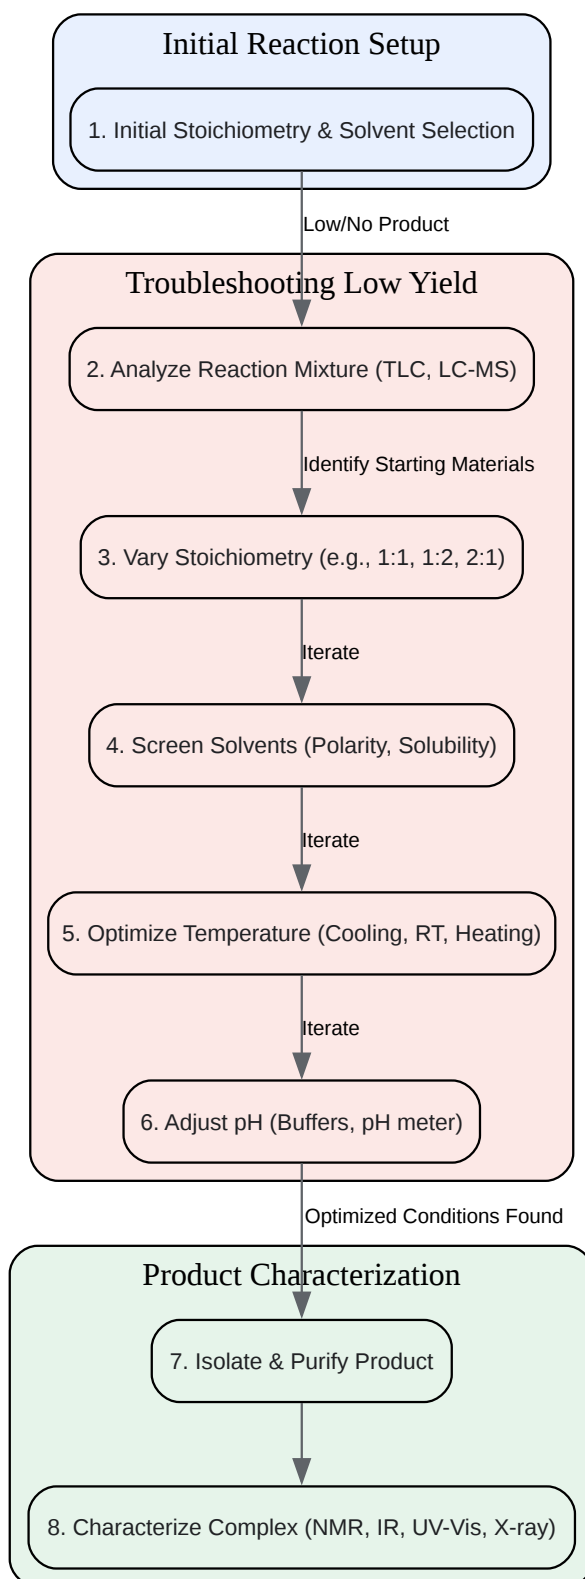 Initial Reaction Setup
1. Initial Stoichiometry & Solvent Selection
Low/No Product
Troubleshooting Low Yield
2. Analyze Reaction Mixture (TLC, LC-MS)
Identify Starting Materials
3. Vary Stoichiometry (e.g., 1:1, 1:2, 2:1)
Iterate
4. Screen Solvents (Polarity, Solubility)
Iterate
5. Optimize Temperature (Cooling, RT, Heating)
Iterate
6. Adjust pH (Buffers, pH meter)
Optimized Conditions Found
Product Characterization
7. Isolate & Purify Product
8. Characterize Complex (NMR, IR, UV-Vis, X-ray)